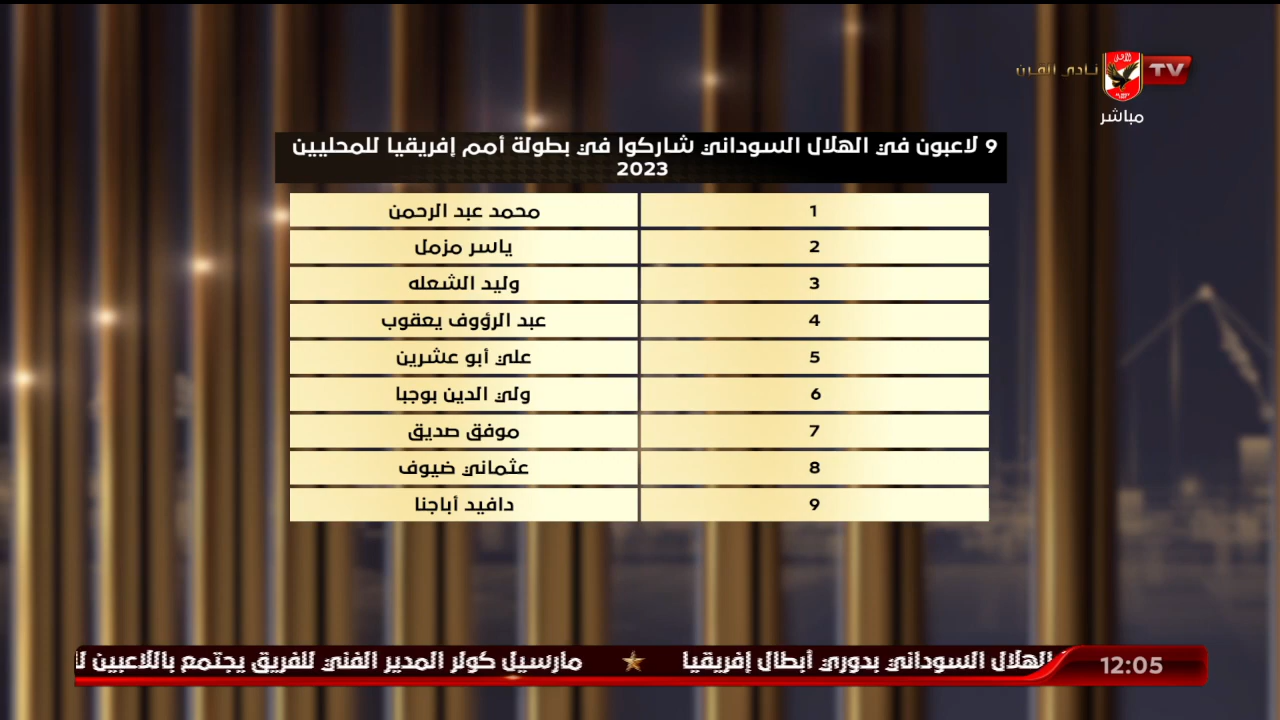 نادي القرن
TV
مباشر
9 لاعبون في الهلال السوداني شاركوا في بطولة أمم إفريقيا للمحليين
2023
1 محمد عبد الرحمن
2 ياسر مزمل
3 وليد الشعله
4 عبد الرؤوف يعقوب
5 علي أبو عشرين
6 ولي الدين بوجبا
7 موفق صديق
8 عثماني ضيوف
9 دافيد أباجنا
12:05
الهلال السوداني بدوري أبطال إفريقيا ★ مارسيل كولر المدير الفني للفريق يجتمع باللاعبين